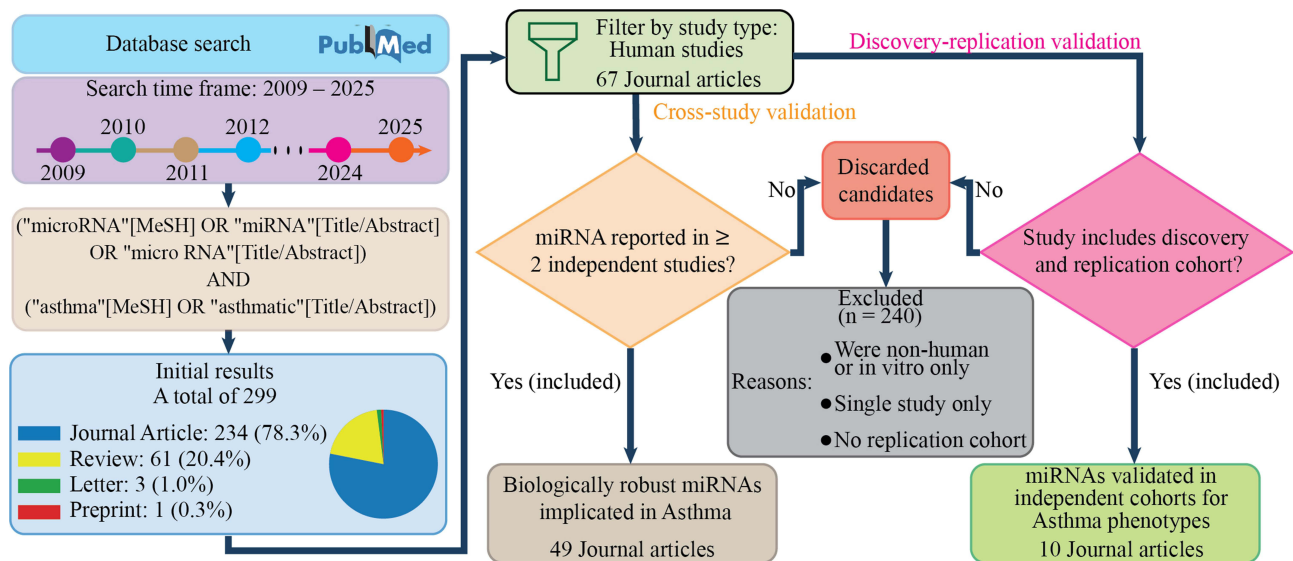 Database search
PubMed
Search time frame: 2009 – 2025
2010
2012
2025
2009
2011
2024
("microRNA"[MeSH] OR "miRNA"[Title/Abstract]
OR "micro RNA"[Title/Abstract])
AND
("asthma"[MeSH] OR "asthmatic"[Title/Abstract])
Initial results
A total of 299
Journal Article: 234 (78.3%)
Review: 61 (20.4%)
Letter: 3 (1.0%)
Preprint: 1 (0.3%)
Filter by study type:
Human studies
67 Journal articles
Cross-study validation
Discovery-replication validation
miRNA reported in ≥
2 independent studies?
No
Discarded
candidates
No
Study includes discovery
and replication cohort?
Excluded
(n = 240)
Reasons:
●Were non-human
or in vitro only
●Single study only
●No replication cohort
Yes (included)
Yes (included)
Biologically robust miRNAs
implicated in Asthma
49 Journal articles
miRNAs validated in
independent cohorts for
Asthma phenotypes
10 Journal articles